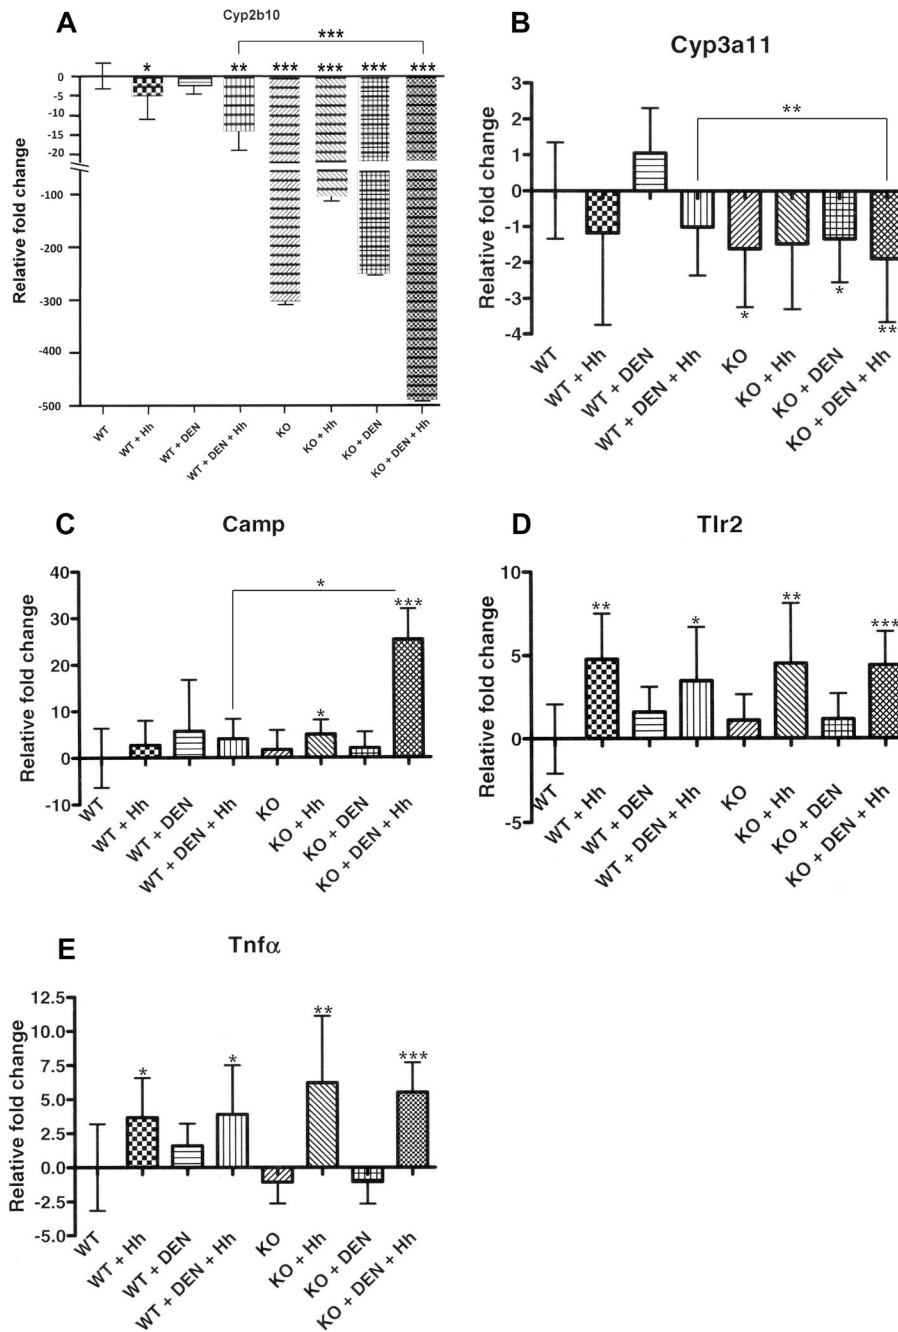 A
Cyp2b10
***
* ** *** *** *** ***
0
-5
-10
-15
-20
-100
-200
-300
-400
-500
Relative fold change
WT
WT + Hh
WT + DEN
WT + DEN + Hh
KO
KO + Hh
KO + DEN
KO + DEN + Hh
B
Cyp3a11
3
2
1
0
-1
-2
-3
-4
Relative fold change
**
*
*
**
WT
WT + Hh
WT + DEN
WT + DEN + Hh
KO
KO + Hh
KO + DEN
KO + DEN + Hh
C
Camp
40
30
20
10
0
-10
Relative fold change
*
***
*
WT
WT + Hh
WT + DEN
WT + DEN + Hh
KO
KO + Hh
KO + DEN
KO + DEN + Hh
D
Tlr2
10
5
0
-5
Relative fold change
**
*
**
***
WT
WT + Hh
WT + DEN
WT + DEN + Hh
KO
KO + Hh
KO + DEN
KO + DEN + Hh
E
Tnfα
12.5
10.0
7.5
5.0
2.5
0.0
-2.5
-5.0
Relative fold change
*
*
**
***
WT
WT + Hh
WT + DEN
WT + DEN + Hh
KO
KO + Hh
KO + DEN
KO + DEN + Hh